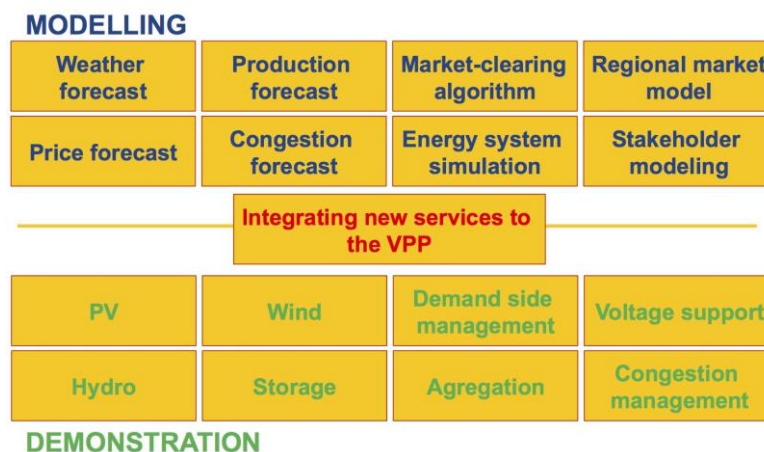 MODELLING
Weather
forecast
Production
forecast
Market-clearing
algorithm
Regional market
model
Price forecast
Congestion
forecast
Energy system
simulation
Stakeholder
modeling
Integrating new services to
the VPP
PV
Wind
Demand side
management
Voltage support
Hydro
Storage
Agregation
Congestion
management
DEMONSTRATION